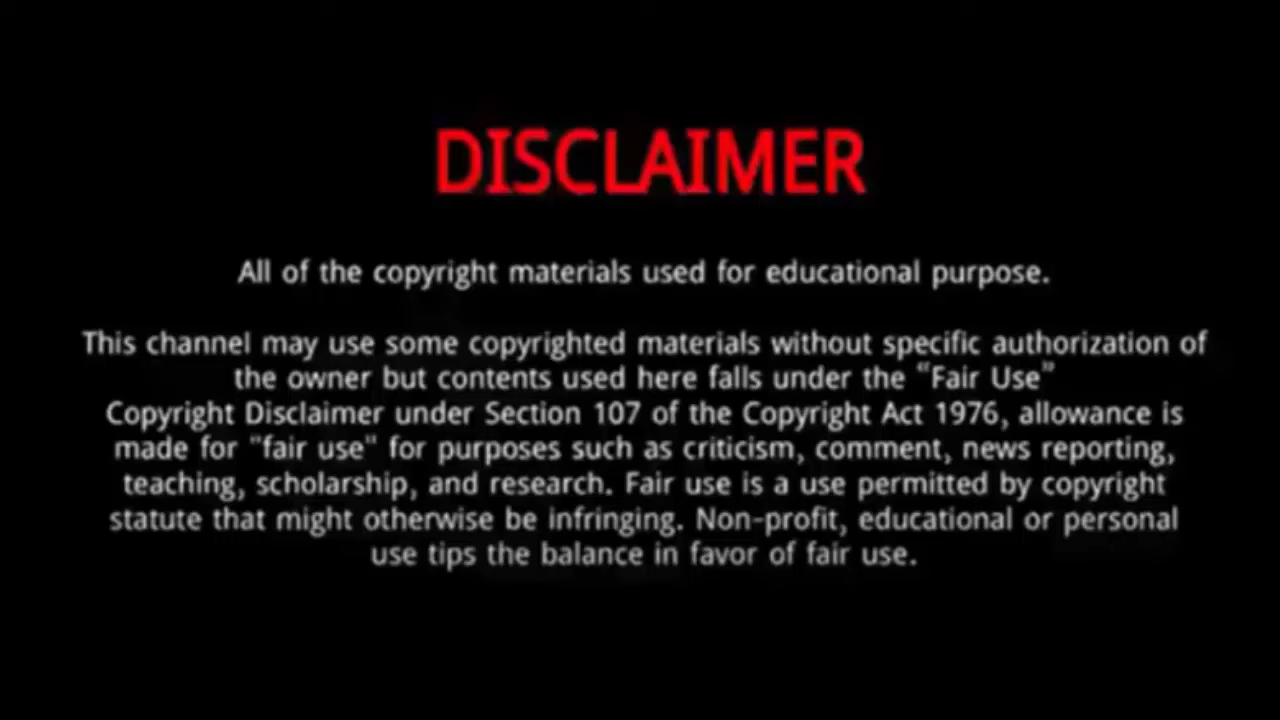 DISCLAIMER
All of the copyright materials used for educational purpose.
This channel may use some copyrighted materials without specific authorization of
the owner but contents used here falls under the “Fair Use”
Copyright Disclaimer under Section 107 of the Copyright Act 1976, allowance is
made for "fair use" for purposes such as criticism, comment, news reporting,
teaching, scholarship, and research. Fair use is a use permitted by copyright
statute that might otherwise be infringing. Non-profit, educational or personal
use tips the balance in favor of fair use.